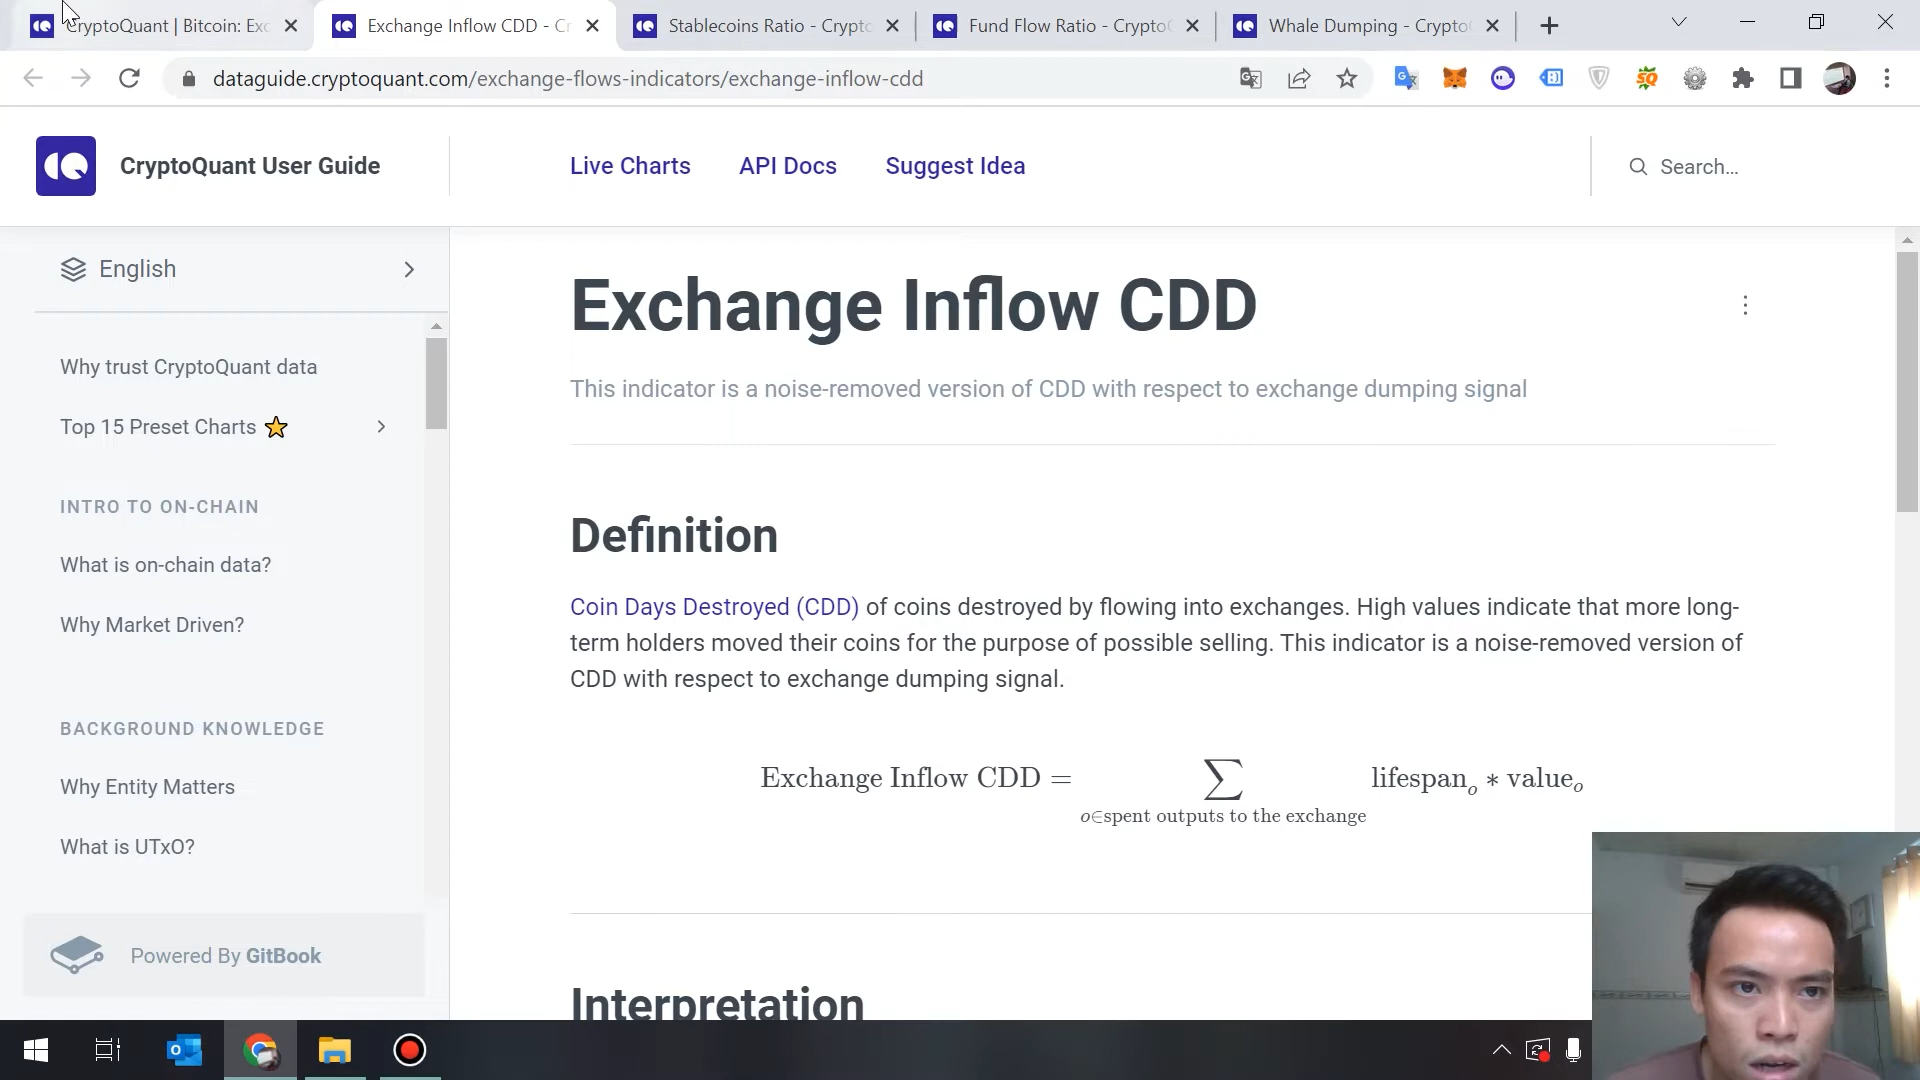 CryptoQuant | Bitcoin: Exc
Exchange Inflow CDD - Cr
Stablecoins Ratio - Crypto
Fund Flow Ratio - Crypto
Whale Dumping - Crypto
dataguide.cryptoquant.com/exchange-flows-indicators/exchange-inflow-cdd
CryptoQuant User Guide
Live Charts
API Docs
Suggest Idea
Search...
English
Why trust CryptoQuant data
Top 15 Preset Charts
INTRO TO ON-CHAIN
What is on-chain data?
Why Market Driven?
BACKGROUND KNOWLEDGE
Why Entity Matters
What is UTxO?
Powered By GitBook
Exchange Inflow CDD
This indicator is a noise-removed version of CDD with respect to exchange dumping signal
Definition
Coin Days Destroyed (CDD) of coins destroyed by flowing into exchanges. High values indicate that more long-
term holders moved their coins for the purpose of possible selling. This indicator is a noise-removed version of
CDD with respect to exchange dumping signal.
Exchange Inflow CDD = ∑ lifespanₒ * valueₒ
o∈spent outputs to the exchange
Interpretation